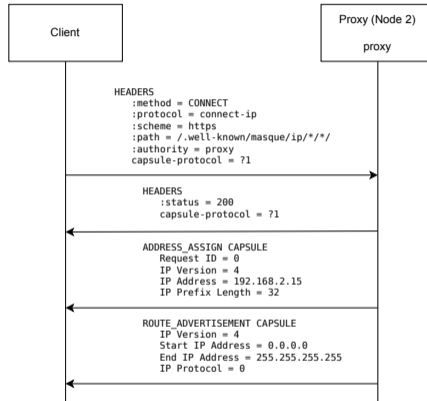 Client
Proxy (Node 2)
proxy
HEADERS
:method = CONNECT
:protocol = connect-ip
:scheme = https
:path = /.well-known/masque/ip/*/*/
:authority = proxy
capsule-protocol = ?1
HEADERS
:status = 200
capsule-protocol = ?1
ADDRESS_ASSIGN CAPSULE
Request ID = 0
IP Version = 4
IP Address = 192.168.2.15
IP Prefix Length = 32
ROUTE_ADVERTISEMENT CAPSULE
IP Version = 4
Start IP Address = 0.0.0.0
End IP Address = 255.255.255.255
IP Protocol = 0